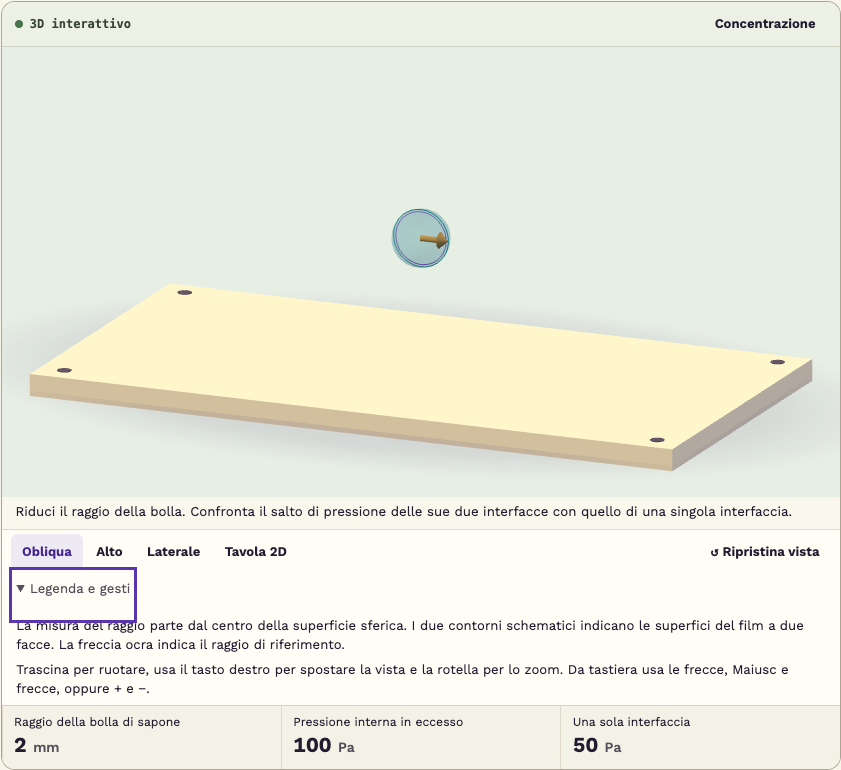 3D interattivo
Concentrazione
Riduci il raggio della bolla. Confronta il salto di pressione delle sue due interfacce con quello di una singola interfaccia.
Obliqua Alto Laterale Tavola 2D ↺ Ripristina vista
▼ Legenda e gesti
La misura del raggio parte dal centro della superficie sferica. I due contorni schematici indicano le superfici del film a due
facce. La freccia ocra indica il raggio di riferimento.
Trascina per ruotare, usa il tasto destro per spostare la vista e la rotella per lo zoom. Da tastiera usa le frecce, Maiusc e
frecce, oppure + e −.
Raggio della bolla di sapone
2 mm
Pressione interna in eccesso
100 Pa
Una sola interfaccia
50 Pa